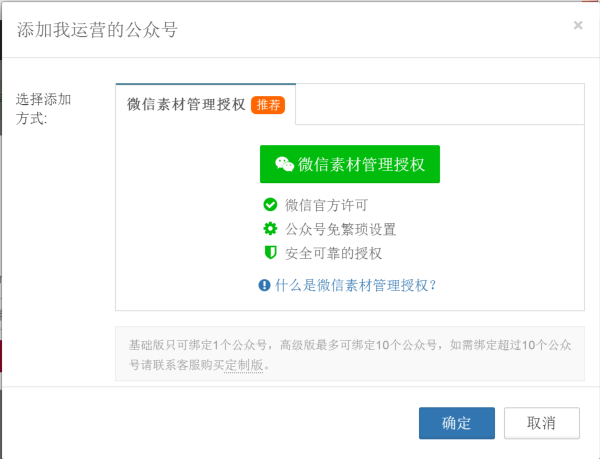 添加我运营的公众号
×
选择添加
方式:
微信素材管理授权 推荐
微信素材管理授权
微信官方许可
公众号免繁琐设置
安全可靠的授权
什么是微信素材管理授权?
基础版只可绑定1个公众号，高级版最多可绑定10个公众号，如需绑定超过10个公众
号请联系客服购买定制版。
确定 取消